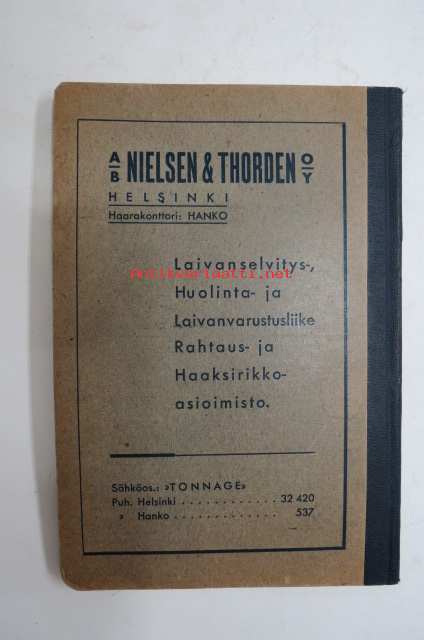 A/B NIELSEN & THORDEN O/Y
HELSINKI
Haarakonttori: HANKO
Laivanselvitys-,
Antikvariaatti.net
Huolinta- ja
Laivanvarustusliike
Rahtaus- ja
Haaksirikko-
asioimisto.
Sähköos.: »TONNAGE»
Puh. Helsinki . . . . . . . . . . . . 32 420
» Hanko . . . . . . . . . . . . . 537